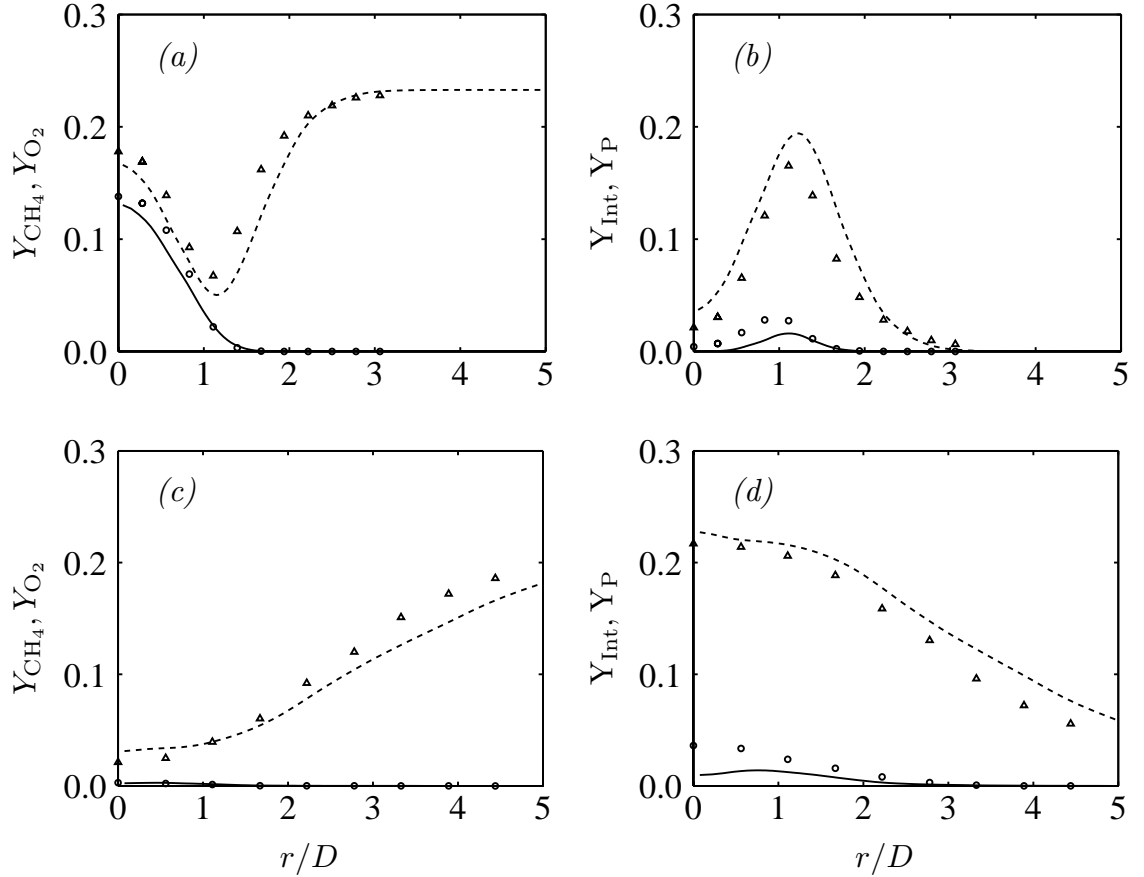 0.3
0.2
0.1
0.0
Y_CH₄, Y_O₂
(a)
0 1 2 3 4 5
0.3
0.2
0.1
0.0
Y_Int, Y_P
(b)
0 1 2 3 4 5
0.3
0.2
0.1
0.0
Y_CH₄, Y_O₂
(c)
0 1 2 3 4 5
r/D
0.3
0.2
0.1
0.0
Y_Int, Y_P
(d)
0 1 2 3 4 5
r/D